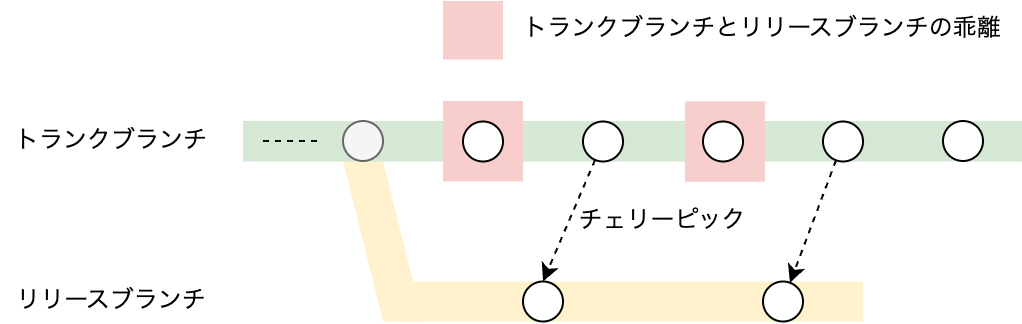 トランクブランチとリリースブランチの乖離
トランクブランチ
チェリーピック
リリースブランチ